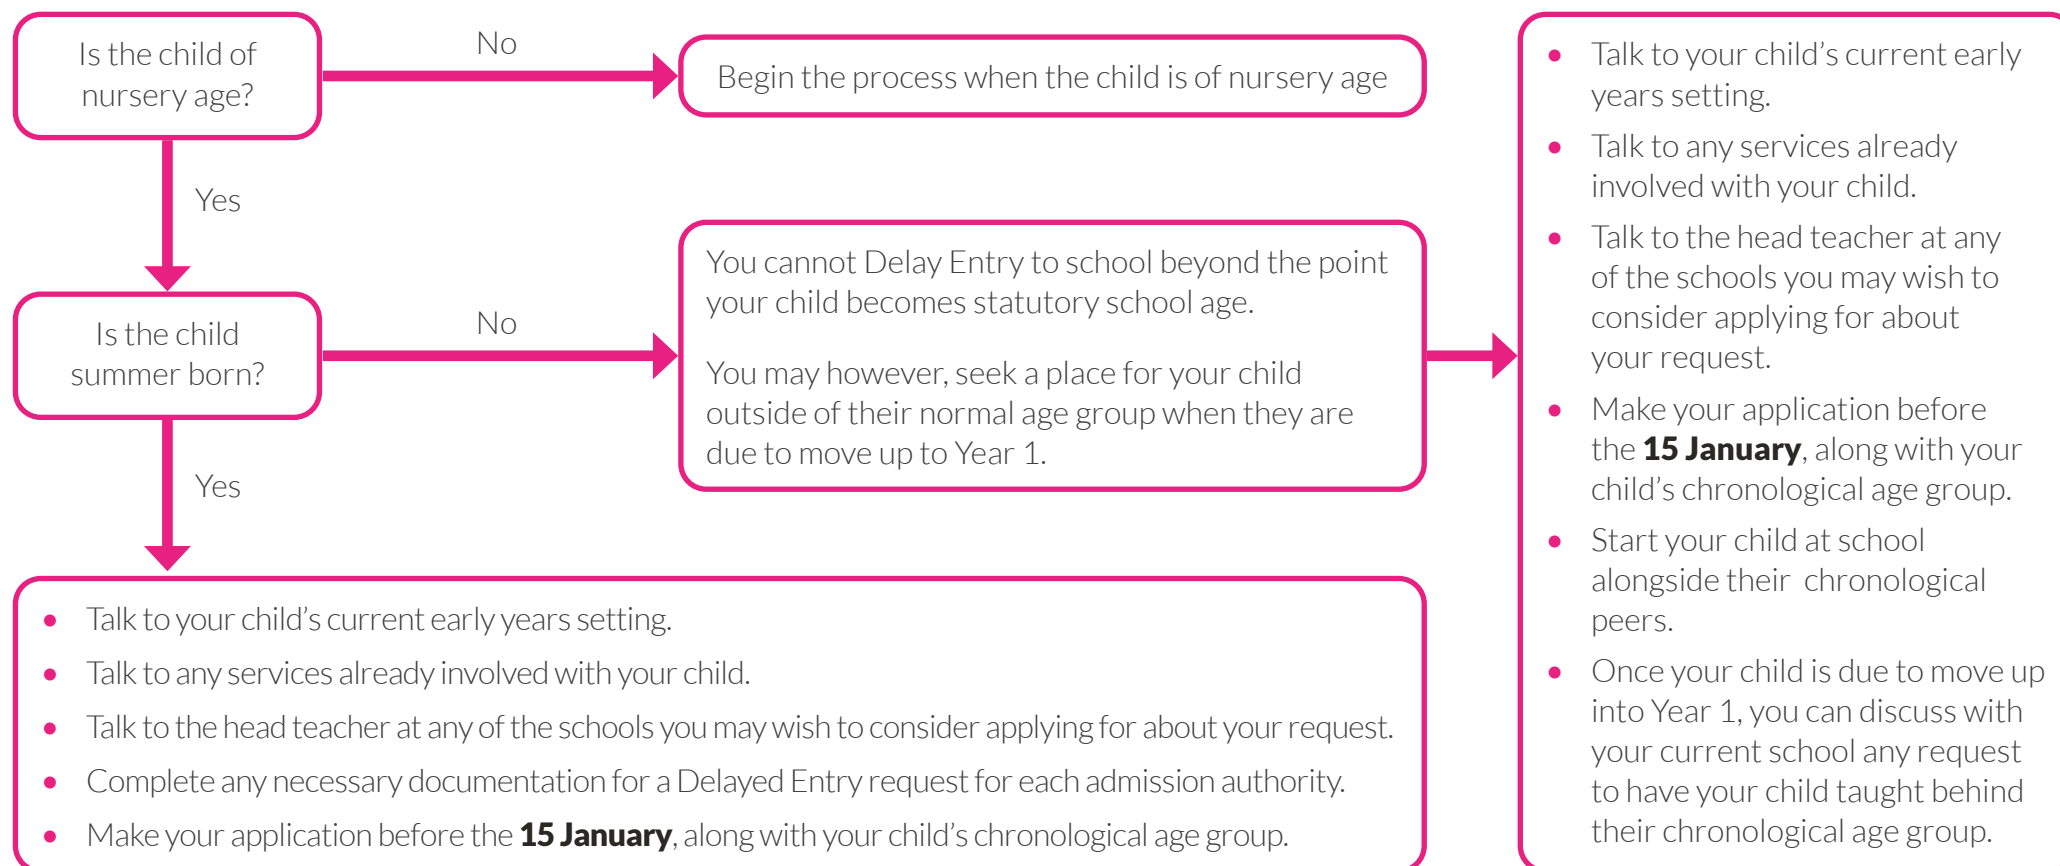 Is the child of
nursery age?
No
Begin the process when the child is of nursery age
Yes
Is the child
summer born?
No
You cannot Delay Entry to school beyond the point
your child becomes statutory school age.
You may however, seek a place for your child
outside of their normal age group when they are
due to move up to Year 1.
Yes
• Talk to your child’s current early years setting.
• Talk to any services already involved with your child.
• Talk to the head teacher at any of the schools you may wish to consider applying for about your request.
• Complete any necessary documentation for a Delayed Entry request for each admission authority.
• Make your application before the 15 January, along with your child’s chronological age group.
• Talk to your child’s current early
years setting.
• Talk to any services already
involved with your child.
• Talk to the head teacher at any
of the schools you may wish to
consider applying for about
your request.
• Make your application before
the 15 January, along with your
child’s chronological age group.
• Start your child at school
alongside their chronological
peers.
• Once your child is due to move up
into Year 1, you can discuss with
your current school any request
to have your child taught behind
their chronological age group.